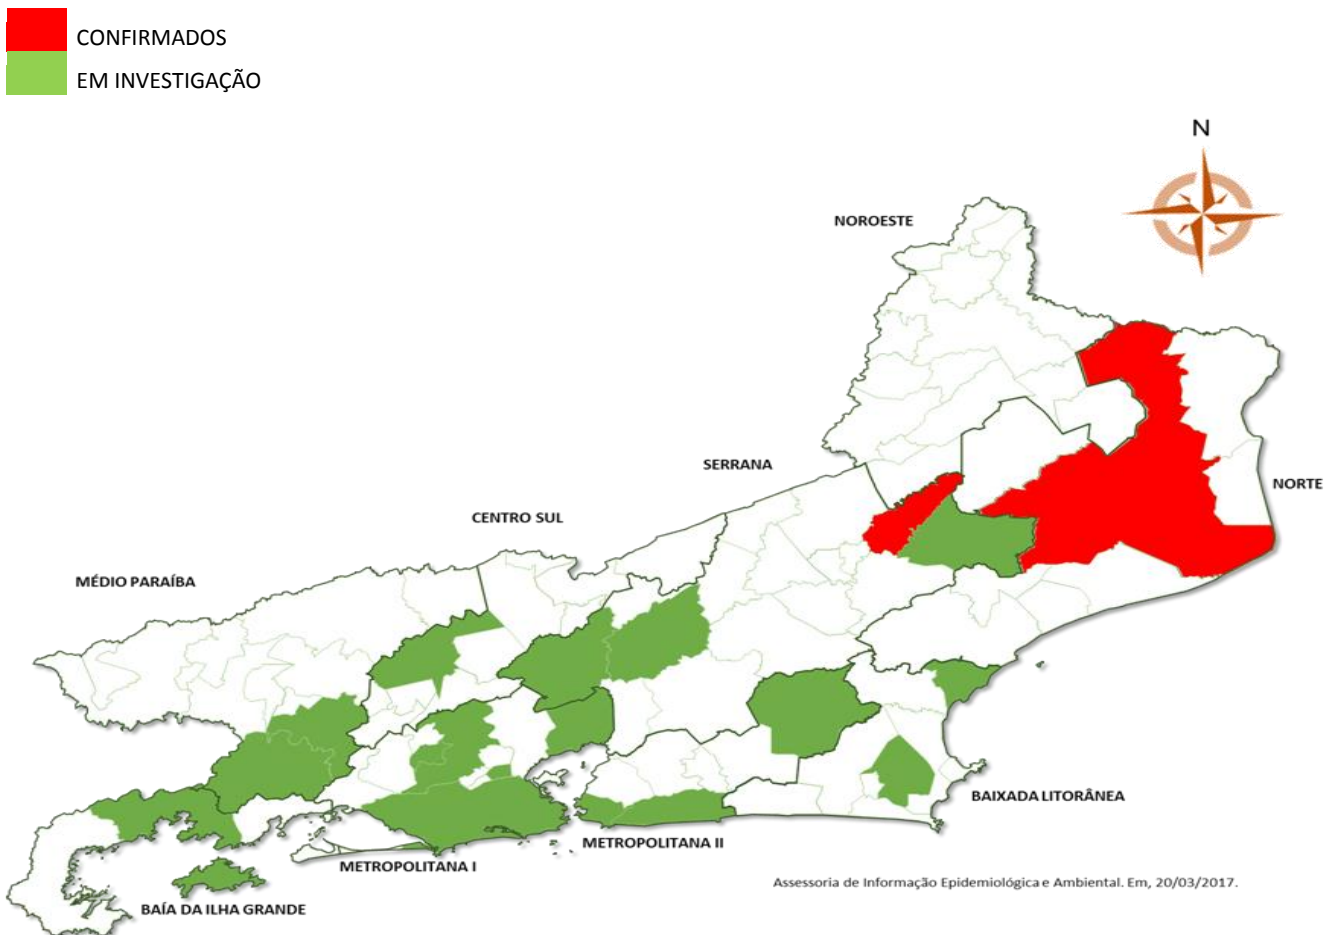 CONFIRMADOS
EM INVESTIGAÇÃO
N
NOROESTE
SERRANA
NORTE
CENTRO SUL
MÉDIO PARAÍBA
BAIXADA LITORÂNEA
METROPOLITANA II
METROPOLITANA I
Assessoria de Informação Epidemiológica e Ambiental. Em, 20/03/2017.
BAÍA DA ILHA GRANDE